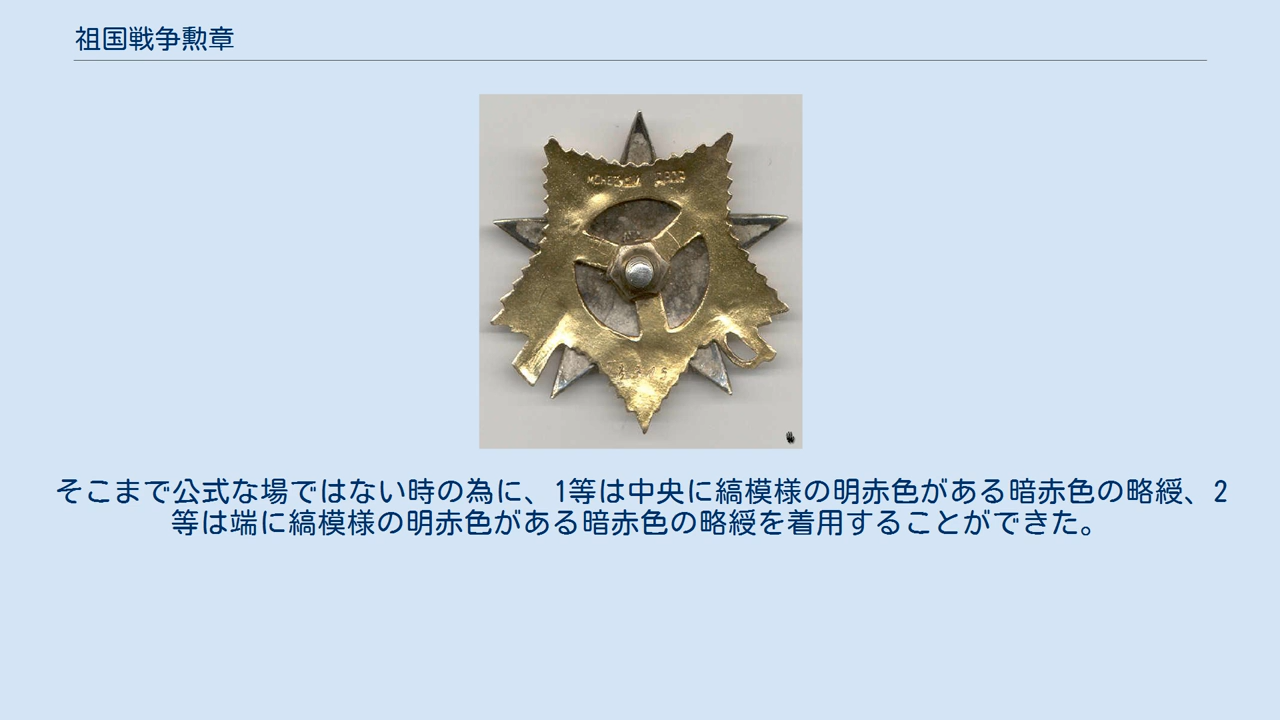 祖国戦争勲章
МОНЕТНЫЙ ДВОР
そこまで公式な場ではない時の為に、1等は中央に縞模様の明赤色がある暗赤色の略綬、2
等は端に縞模様の明赤色がある暗赤色の略綬を着用することができた。